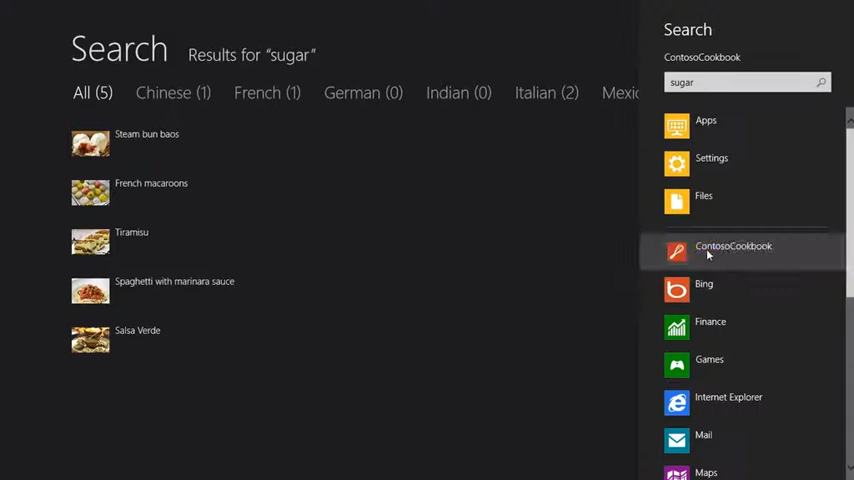 Search Results for “sugar”
All (5) Chinese (1) French (1) German (0) Indian (0) Italian (2)
Steam bun baos
French macaroons
Tiramisu
Spaghetti with marinara sauce
Salsa Verde
Search
ContosoCookbook
sugar
Apps
Settings
Files
ContosoCookbook
Bing
Finance
Games
Internet Explorer
Mail
Maps